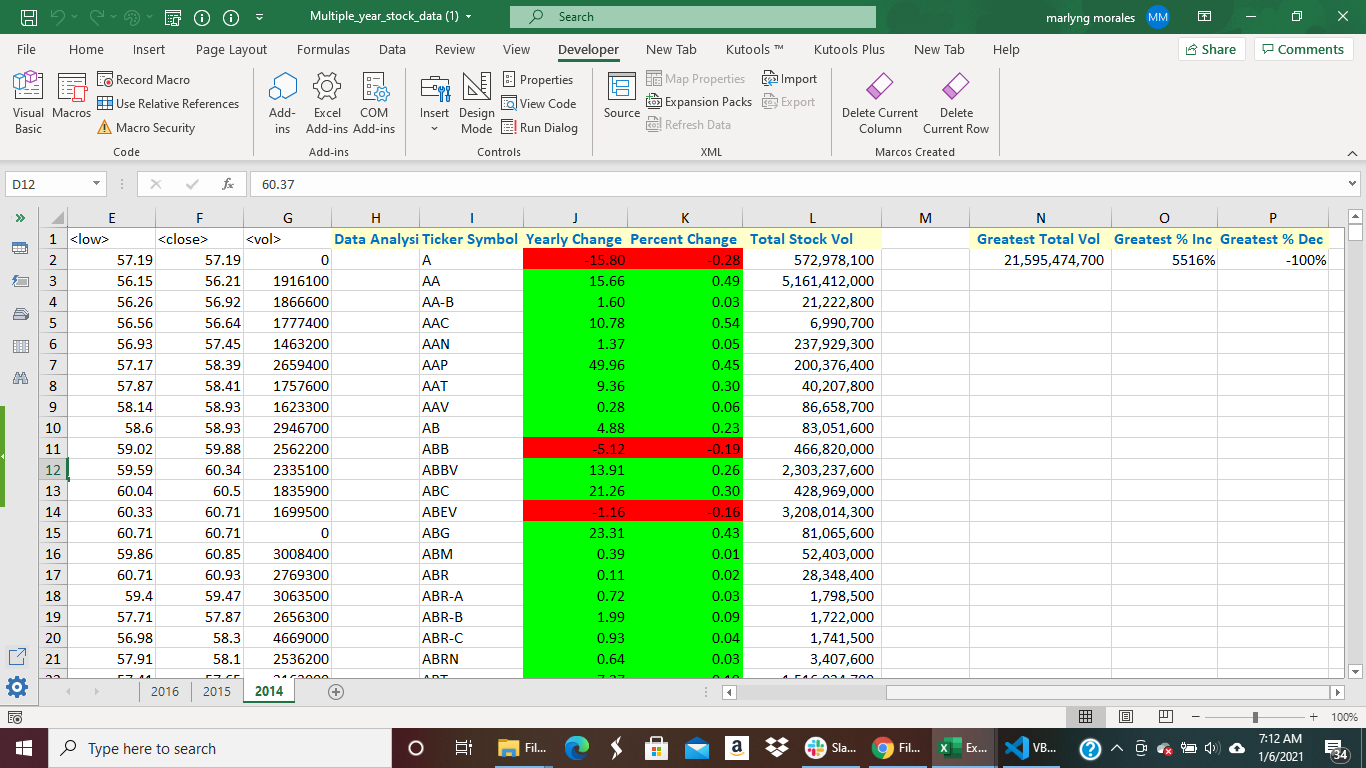 Multiple_year_stock_data (1)
Search
marlyng morales
MM
File Home Insert Page Layout Formulas Data Review View Developer New Tab Kutools ™ Kutools Plus New Tab Help
Share
Comments
Visual Basic
Macros
Record Macro
Use Relative References
Macro Security
Code
Add-ins
Excel Add-ins
COM Add-ins
Add-ins
Insert
Design Mode
Properties
View Code
Run Dialog
Controls
Source
Map Properties
Expansion Packs
Refresh Data
Import
Export
XML
Delete Current Column
Delete Current Row
Marcos Created
D12
fx
60.37
E F G H I J K L M N O P
1 <low> <close> <vol> Data Analysi Ticker Symbol Yearly Change Percent Change Total Stock Vol Greatest Total Vol Greatest % Inc Greatest % Dec
2 57.19 57.19 0 A -15.80 -0.28 572,978,100 21,595,474,700 5516% -100%
3 56.15 56.21 1916100 AA 15.66 0.49 5,161,412,000
4 56.26 56.92 1866600 AA-B 1.60 0.03 21,222,800
5 56.56 56.64 1777400 AAC 10.78 0.54 6,990,700
6 56.93 57.45 1463200 AAN 1.37 0.05 237,929,300
7 57.17 58.39 2659400 AAP 49.96 0.45 200,376,400
8 57.87 58.41 1757600 AAT 9.36 0.30 40,207,800
9 58.14 58.93 1623300 AAV 0.28 0.06 86,658,700
10 58.6 58.93 2946700 AB 4.88 0.23 83,051,600
11 59.02 59.88 2562200 ABB -5.12 -0.19 466,820,000
12 59.59 60.34 2335100 ABBV 13.91 0.26 2,303,237,600
13 60.04 60.5 1835900 ABC 21.26 0.30 428,969,000
14 60.33 60.71 1699500 ABEV -1.16 -0.16 3,208,014,300
15 60.71 60.71 0 ABG 23.31 0.43 81,065,600
16 59.86 60.85 3008400 ABM 0.39 0.01 52,403,000
17 60.71 60.93 2769300 ABR 0.11 0.02 28,348,400
18 59.4 59.47 3063500 ABR-A 0.72 0.03 1,798,500
19 57.71 57.87 2656300 ABR-B 1.99 0.09 1,722,000
20 56.98 58.3 4669000 ABR-C 0.93 0.04 1,741,500
21 57.91 58.1 2536200 ABRN 0.64 0.03 3,407,600
2016 2015 2014
100%
Type here to search
Fil...
Sla...
Fil...
Ex...
VB...
7:12 AM
1/6/2021
34